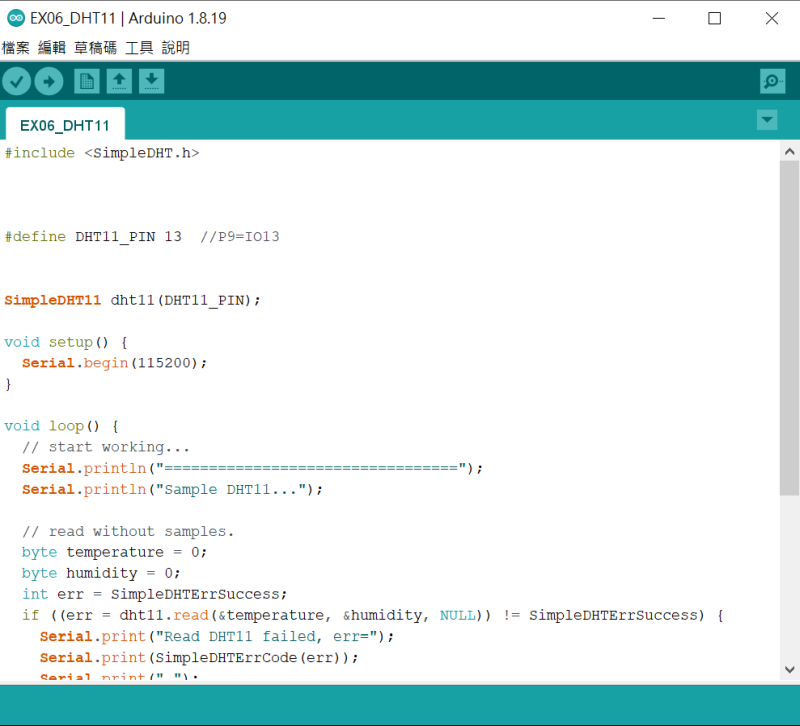 EX06_DHT11 | Arduino 1.8.19
檔案 編輯 草稿碼 工具 說明
EX06_DHT11
#include <SimpleDHT.h>
#define DHT11_PIN 13  //P9=IO13
SimpleDHT11 dht11(DHT11_PIN);
void setup() {
  Serial.begin(115200);
}
void loop() {
  // start working...
  Serial.println("=================================");
  Serial.println("Sample DHT11...");
  // read without samples.
  byte temperature = 0;
  byte humidity = 0;
  int err = SimpleDHTErrSuccess;
  if ((err = dht11.read(&temperature, &humidity, NULL)) != SimpleDHTErrSuccess) {
    Serial.print("Read DHT11 failed, err=");
    Serial.print(SimpleDHTErrCode(err));
    Serial.print(",");